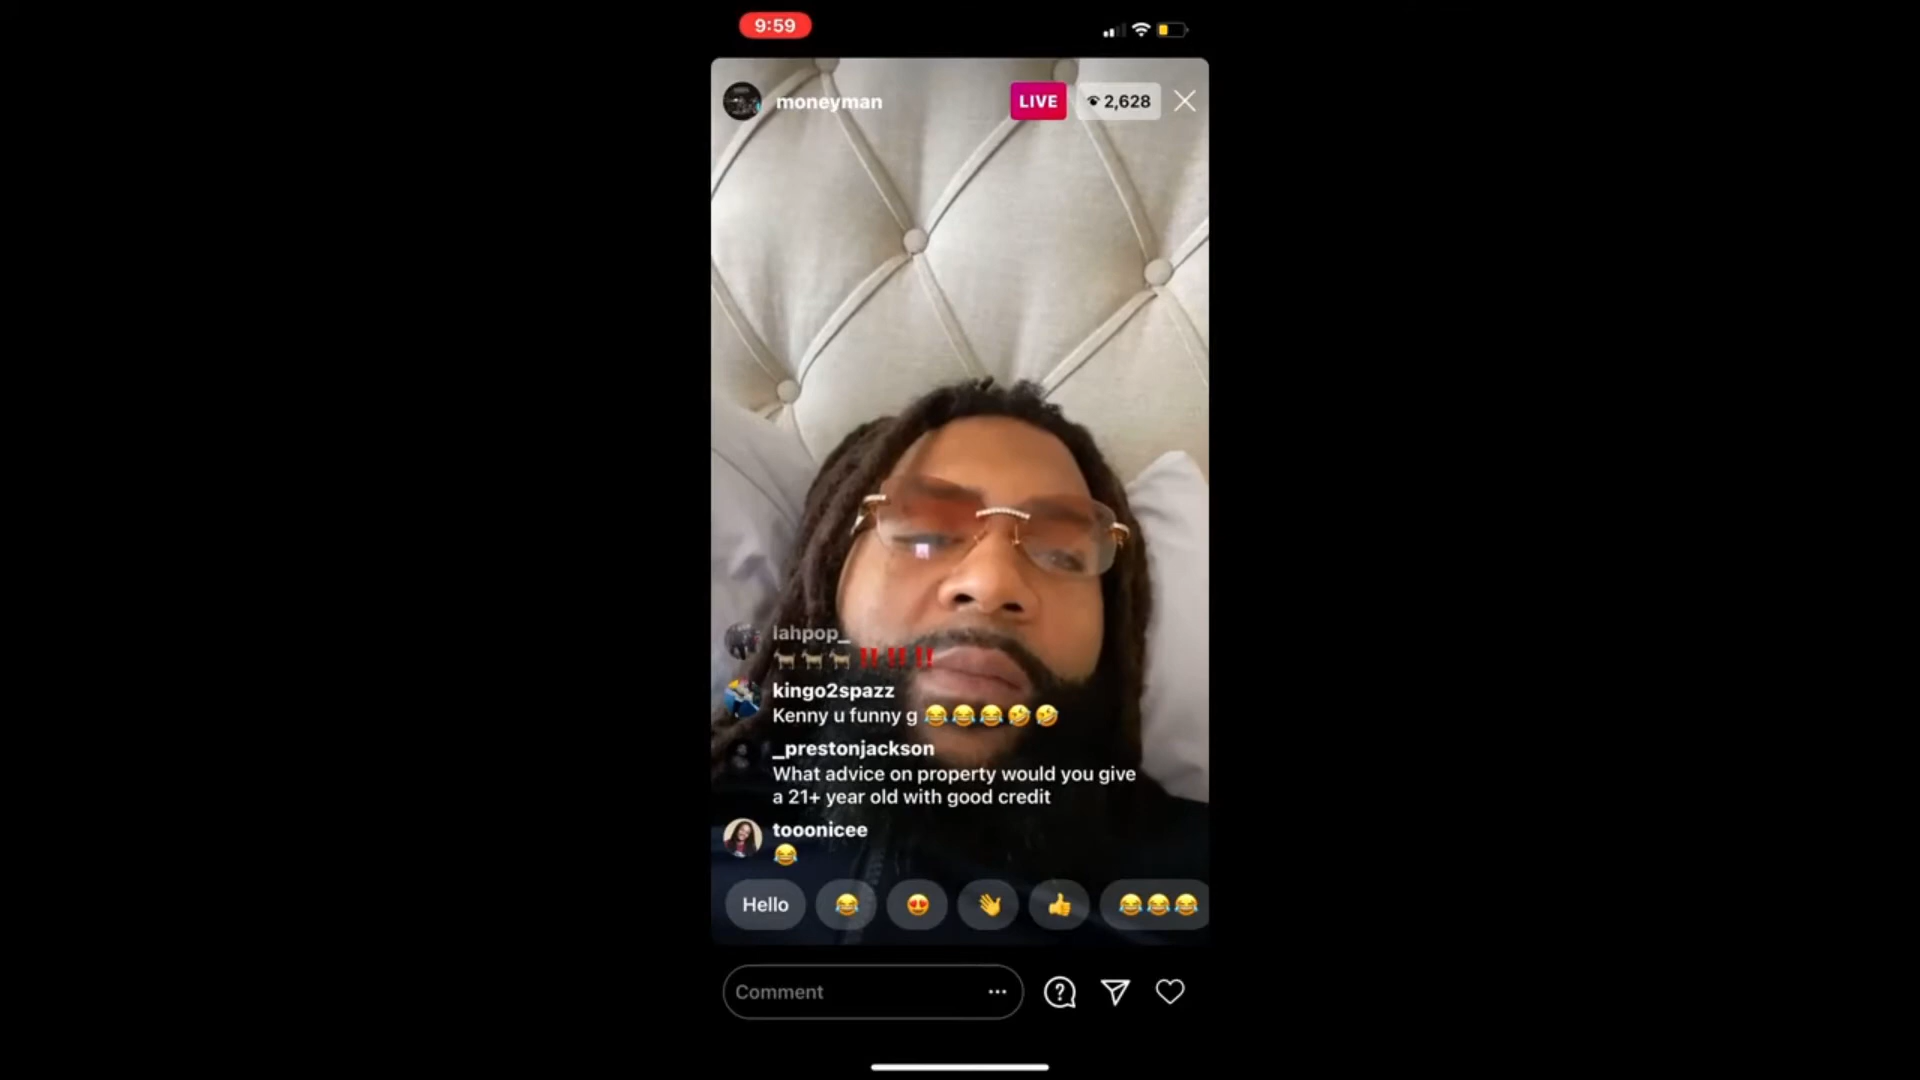 9:59
moneyman
LIVE
2,628
lahpop_
🐐🐐🐐‼️‼️‼️
kingo2spazz
Kenny u funny g 😂😂😂🤣🤣
_prestonjackson
What advice on property would you give
a 21+ year old with good credit
tooonicee
😂
Hello 😂 😍 👋 👍 😂😂😂
Comment